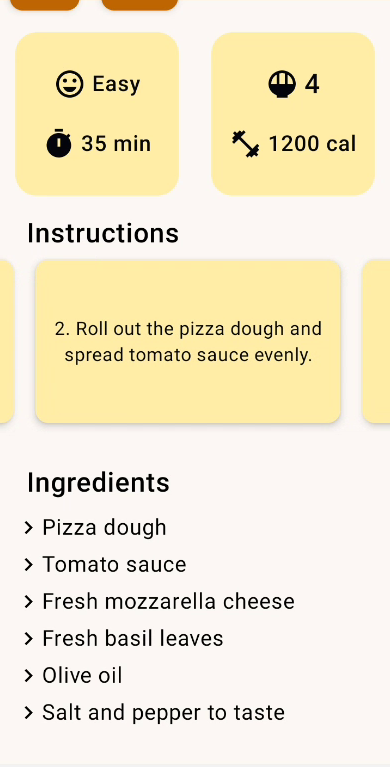 Easy
4
35 min
1200 cal
Instructions
2. Roll out the pizza dough and
spread tomato sauce evenly.
Ingredients
Pizza dough
Tomato sauce
Fresh mozzarella cheese
Fresh basil leaves
Olive oil
Salt and pepper to taste